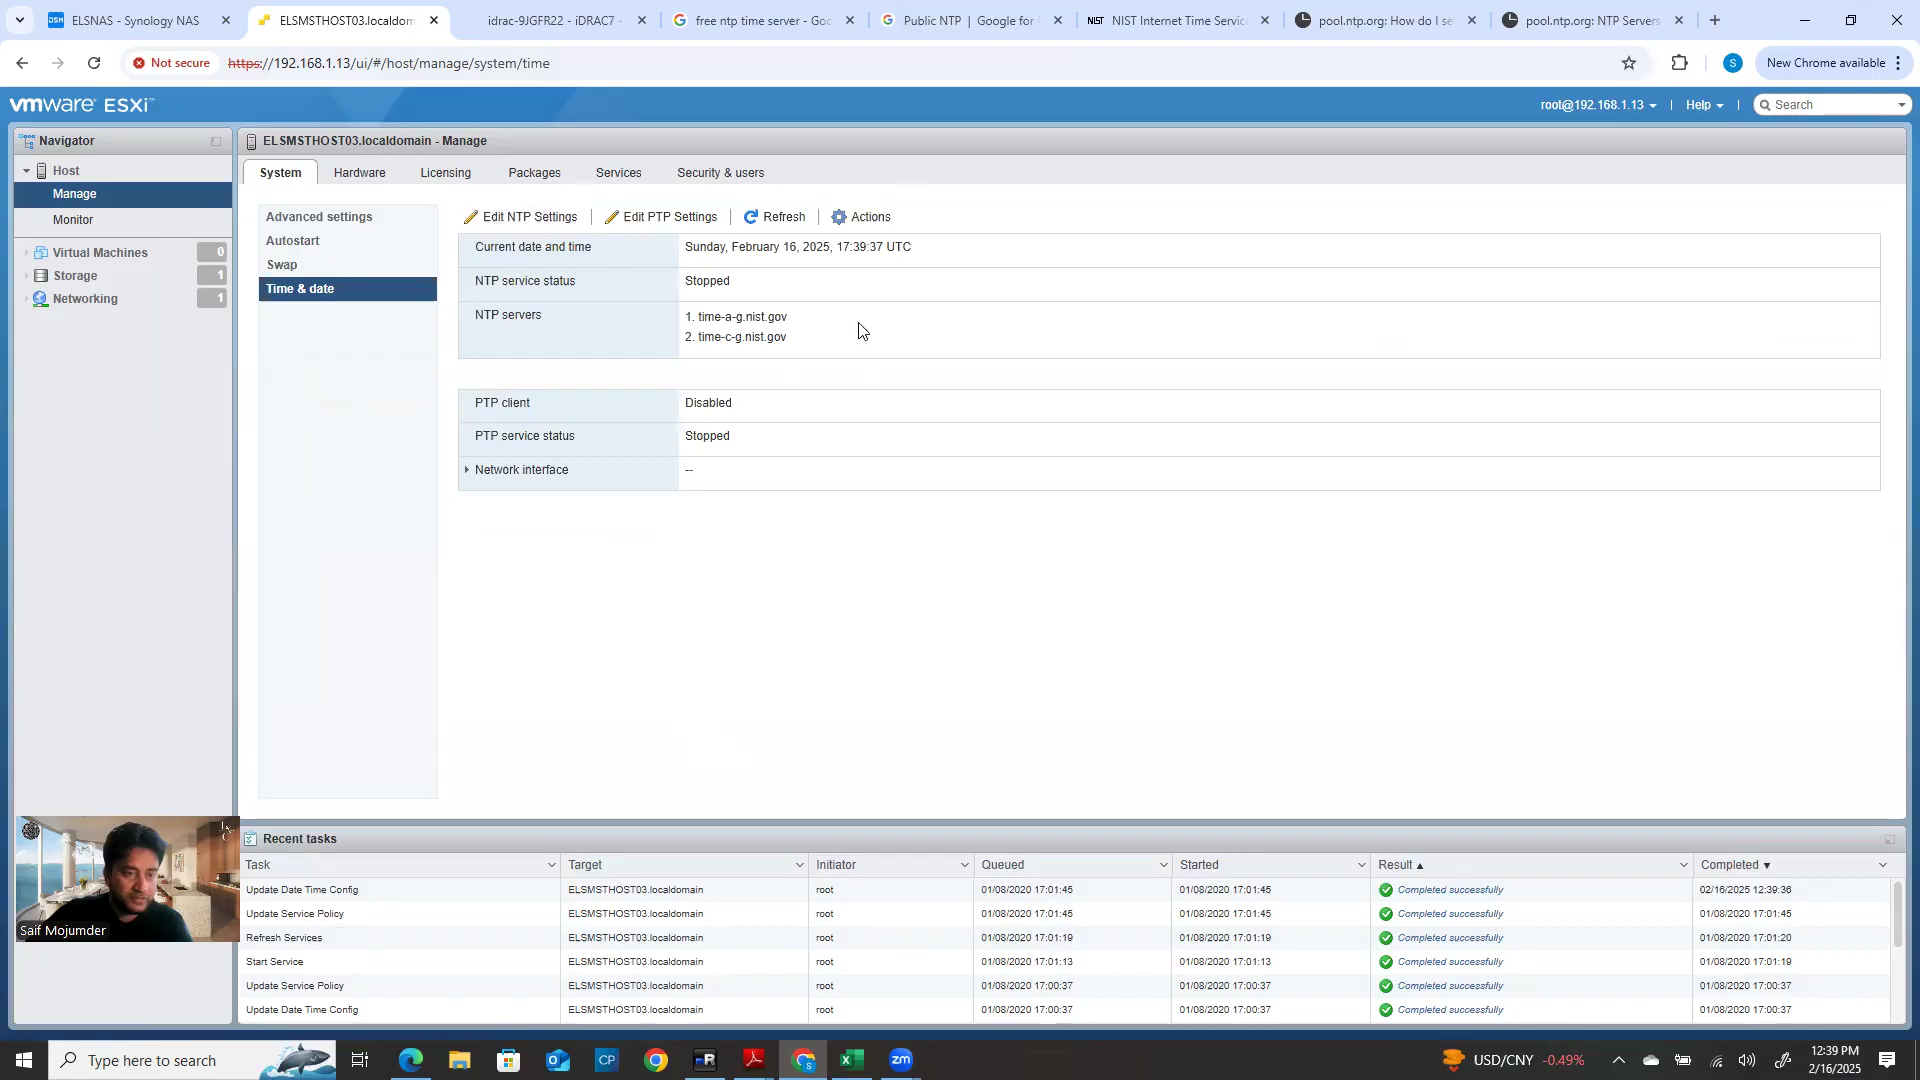 ELSNAS - Synology NAS
ELSMSTHOST03.localdom
idrac-9JGFR22 - iDRAC7 -
free ntp time server - Goo
Public NTP | Google for
NIST Internet Time Servic
pool.ntp.org: How do I se
pool.ntp.org: NTP Servers
Not secure
https://192.168.1.13/ui/#/host/manage/system/time
S
New Chrome available
vmware ESXi
root@192.168.1.13
Help
Search
Navigator
Host
Manage
Monitor
Virtual Machines 0
Storage 1
Networking 1
ELSMSTHOST03.localdomain - Manage
System Hardware Licensing Packages Services Security & users
Advanced settings
Autostart
Swap
Time & date
Edit NTP Settings Edit PTP Settings Refresh Actions
Current date and time Sunday, February 16, 2025, 17:39:37 UTC
NTP service status Stopped
NTP servers 1. time-a-g.nist.gov
2. time-c-g.nist.gov
PTP client Disabled
PTP service status Stopped
Network interface --
Recent tasks
Task Target Initiator Queued Started Result Completed
Update Date Time Config ELSMSTHOST03.localdomain root 01/08/2020 17:01:45 01/08/2020 17:01:45 Completed successfully 02/16/2025 12:39:36
Update Service Policy ELSMSTHOST03.localdomain root 01/08/2020 17:01:45 01/08/2020 17:01:45 Completed successfully 01/08/2020 17:01:45
Refresh Services ELSMSTHOST03.localdomain root 01/08/2020 17:01:19 01/08/2020 17:01:19 Completed successfully 01/08/2020 17:01:20
Start Service ELSMSTHOST03.localdomain root 01/08/2020 17:01:13 01/08/2020 17:01:13 Completed successfully 01/08/2020 17:01:19
Update Service Policy ELSMSTHOST03.localdomain root 01/08/2020 17:00:37 01/08/2020 17:00:37 Completed successfully 01/08/2020 17:00:37
Update Date Time Config ELSMSTHOST03.localdomain root 01/08/2020 17:00:37 01/08/2020 17:00:37 Completed successfully 01/08/2020 17:00:37
Saif Mojumder
Type here to search
USD/CNY -0.49%
12:39 PM
2/16/2025